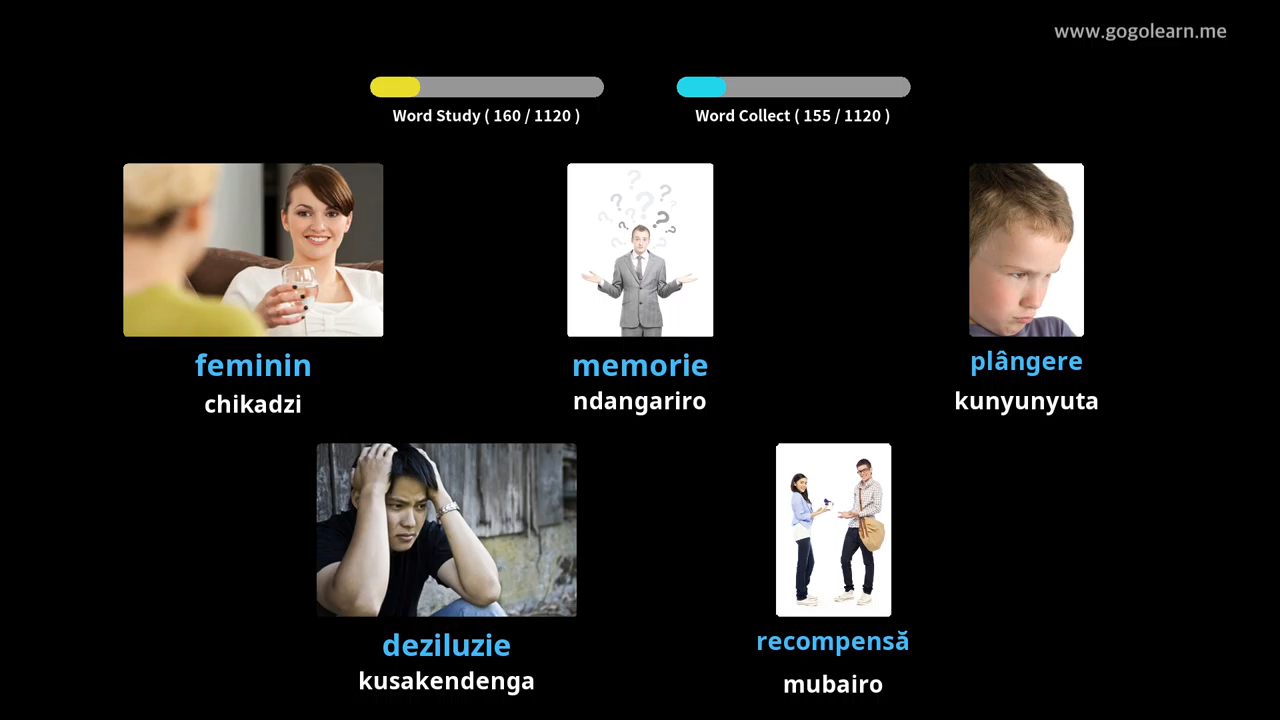 www.gogolearn.me
Word Study ( 160 / 1120 )
Word Collect ( 155 / 1120 )
feminin
chikadzi
memorie
ndangariro
plângere
kunyunyuta
deziluzie
kusakendenga
recompensă
mubairo